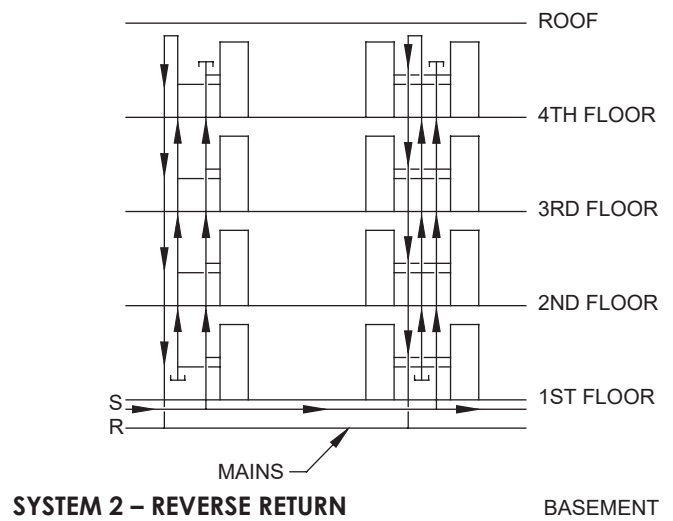 ROOF
4TH FLOOR
3RD FLOOR
2ND FLOOR
1ST FLOOR
S
R
MAINS
SYSTEM 2 – REVERSE RETURN
BASEMENT